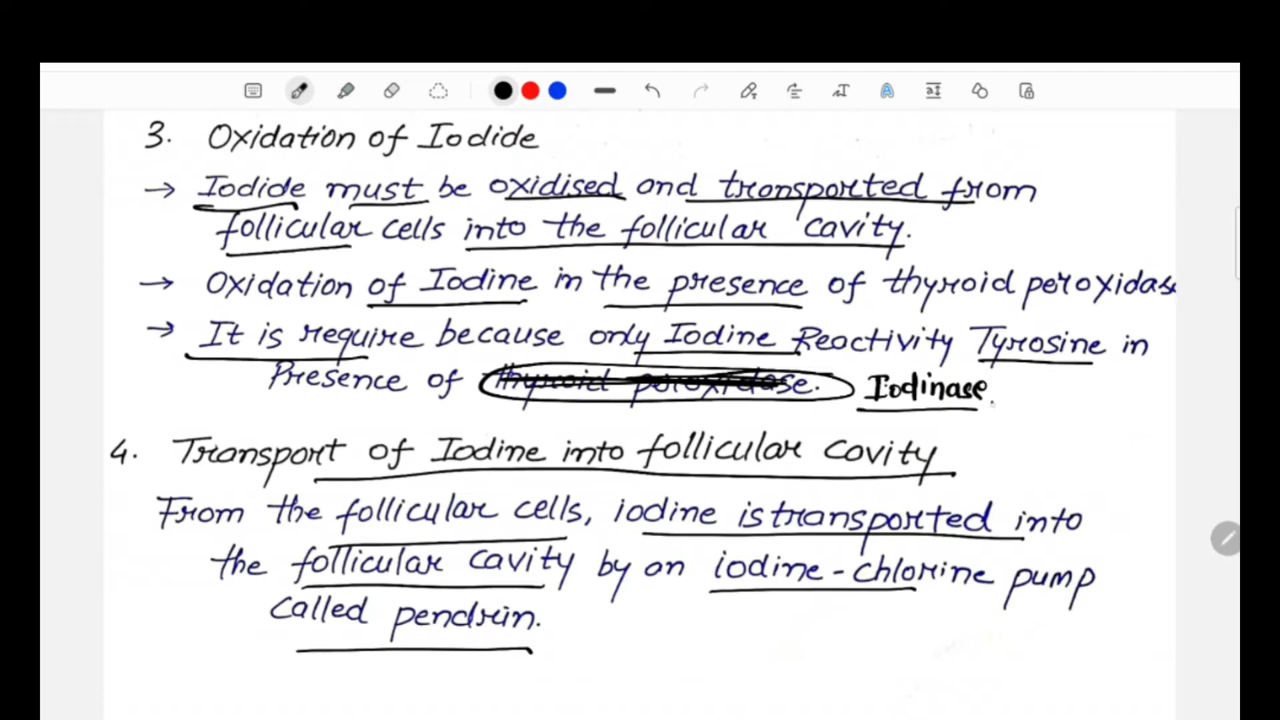 3. Oxidation of Iodide
→ Iodide must be oxidised and transported from
follicular cells into the follicular cavity.
→ Oxidation of Iodine in the presence of thyroid peroxidas
→ It is require because only Iodine Reactivity Tyrosine in
Presence of thyroid peroxidase. Iodinase.
4. Transport of Iodine into follicular cavity
From the follicular cells, iodine is transported into
the follicular cavity by an iodine-chlorine pump
called pendrin.